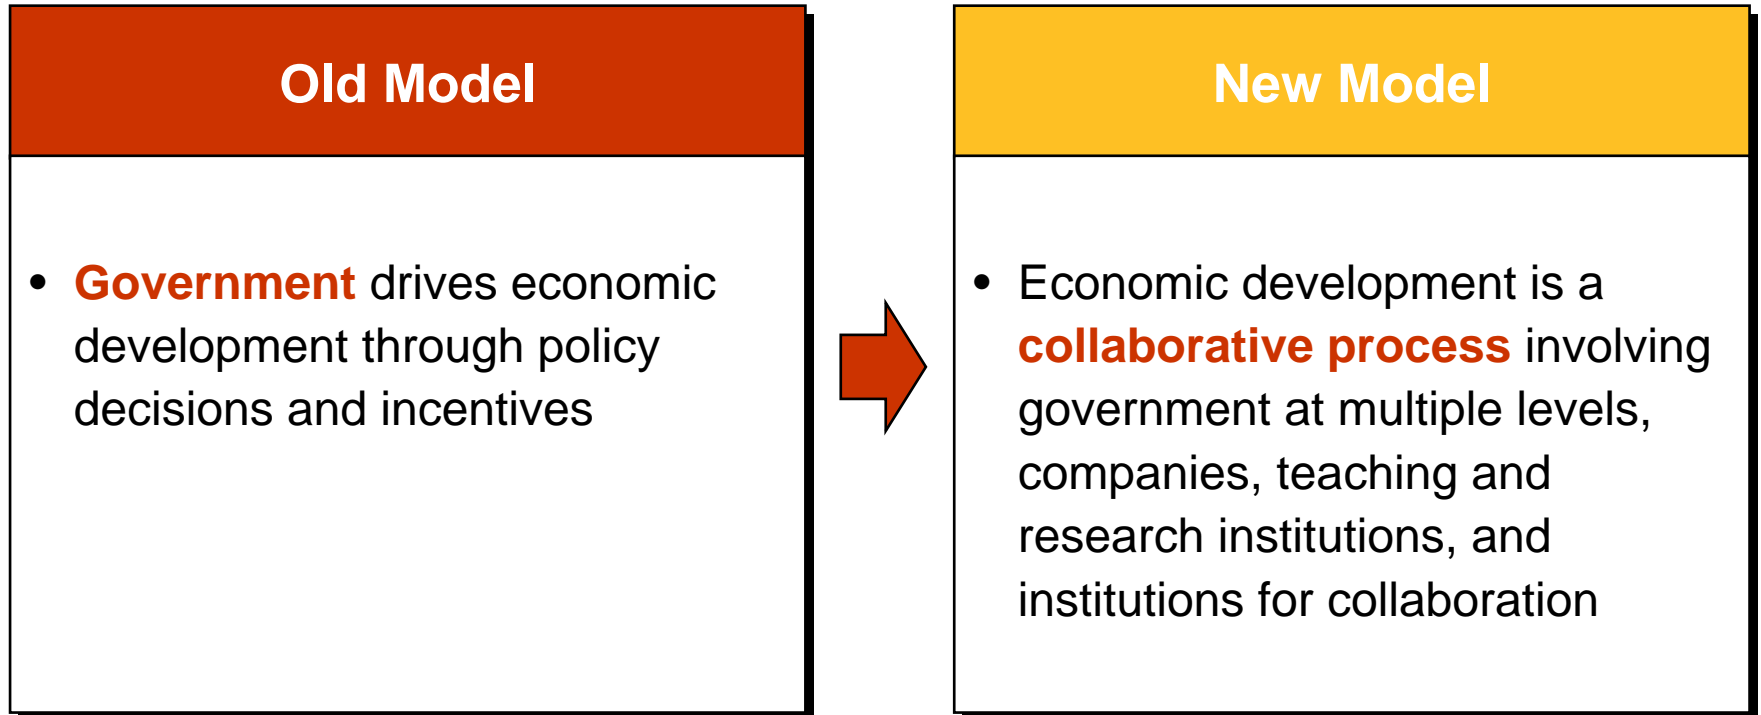 Old Model
• Government drives economic
development through policy
decisions and incentives
New Model
• Economic development is a
collaborative process involving
government at multiple levels,
companies, teaching and
research institutions, and
institutions for collaboration